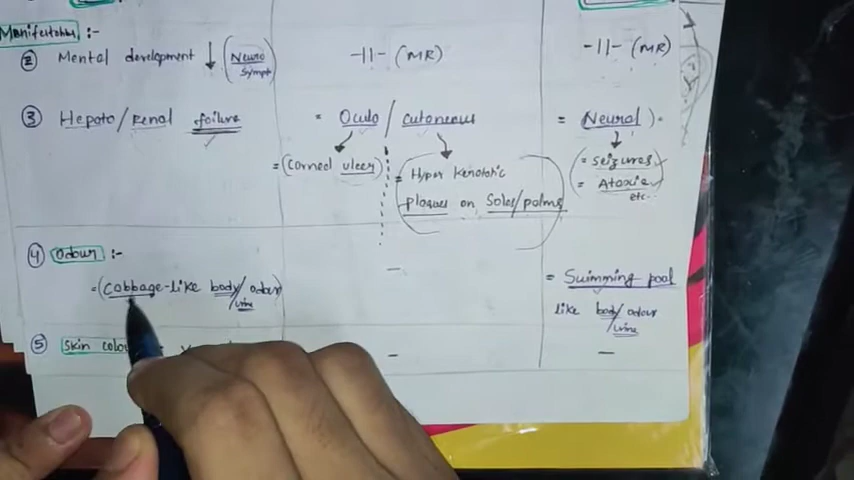 Manifestations :-
② Mental development ↓ (Neuro Symp) -11- (MR) -11- (MR)
③ Hepato/Renal failure = Oculo / cutaneous = Neural
= (Corneal ulcer) = Hyper Keratotic plaques on Soles/palms = seizures = Ataxia etc.
④ Odour :-
= (Cabbage-like body/urine odour) — = Swimming pool like body/urine odour
⑤ Skin colou — —